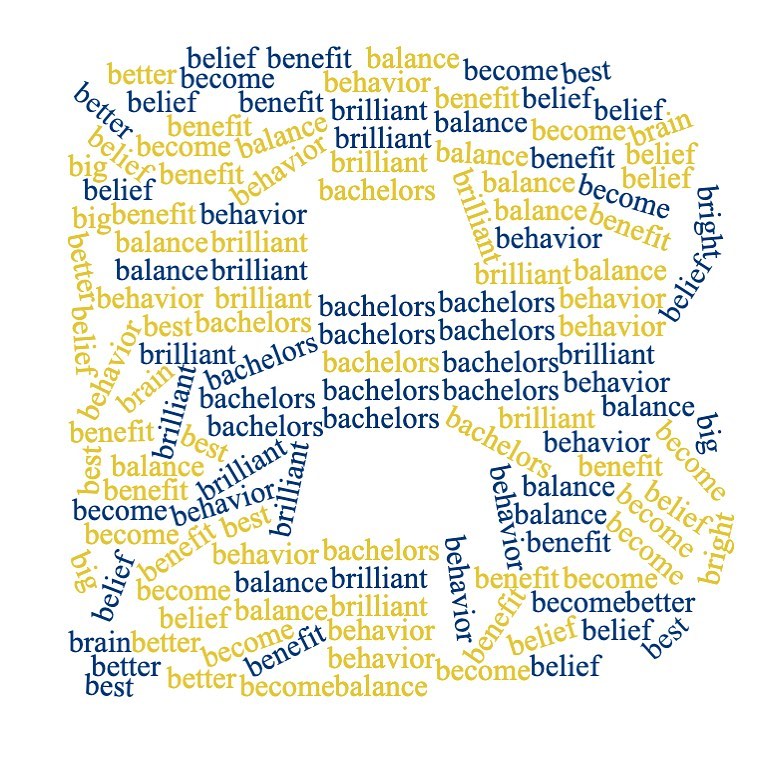 belief benefit balance
better become behavior become best
better belief benefit brilliant benefit belief belief
benefit balance brilliant balance become brain
belief become behavior brilliant balance benefit belief
big benefit bachelors brilliant balance become belief
belief
big benefit behavior balance benefit bright
better balance brilliant behavior
balance brilliant brilliant balance belief
behavior brilliant bachelors bachelors behavior
belief best bachelors bachelors bachelors behavior
behavior brilliant bachelors bachelors bachelors brilliant
brain brilliant bachelors bachelors bachelors behavior
benefit best bachelors bachelors bachelors brilliant balance big
best balance brilliant behavior become
benefit brilliant behavior benefit
become behavior balance become belief
become benefit best balance become bright
big belief behavior bachelors behavior benefit become
become balance brilliant benefit become
belief balance brilliant benefit become better
brain better become benefit behavior belief belief best
better behavior become belief
best better become balance